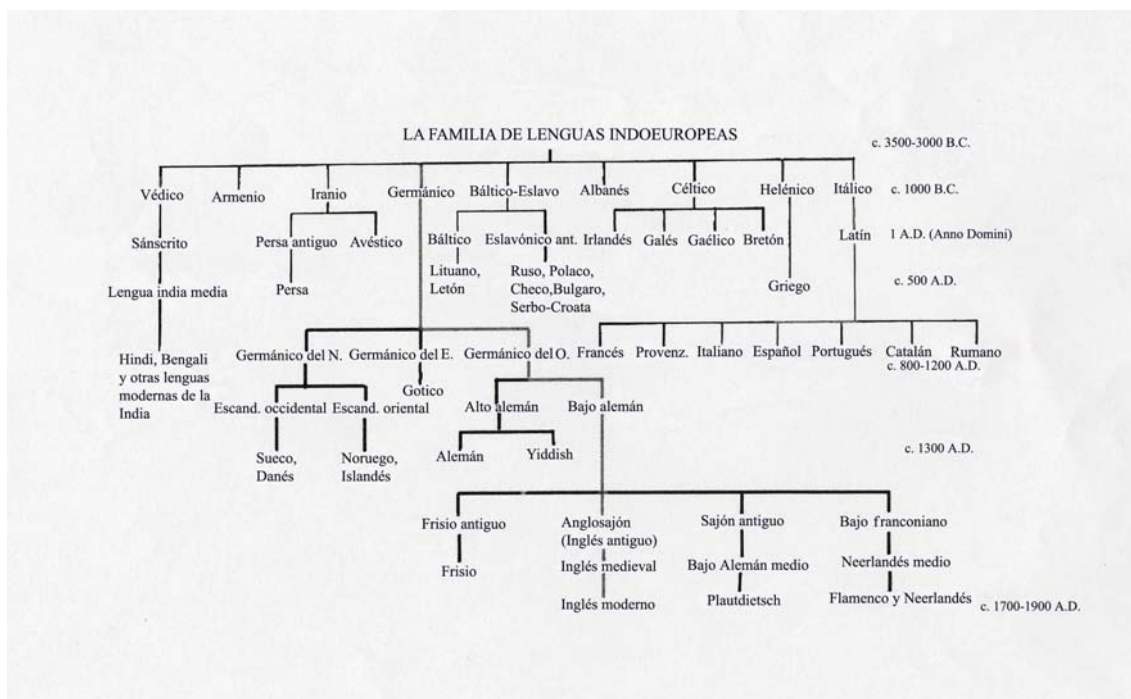 LA FAMILIA DE LENGUAS INDOEUROPEAS
c. 3500-3000 B.C.
Védico
Armenio
Iranio
Germánico
Báltico-Eslavo
Albanés
Céltico
Helénico
Itálico
c. 1000 B.C.
Sánscrito
Persa antiguo
Avéstico
Báltico
Eslavónico ant.
Irlandés
Galés
Gaélico
Bretón
Latín
1 A.D. (Anno Domini)
Lengua india media
Persa
Lituano,
Letón
Ruso, Polaco,
Checo,Bulgaro,
Serbo-Croata
Griego
c. 500 A.D.
Hindi, Bengali
y otras lenguas
modernas de la
India
Germánico del N.
Germánico del E.
Germánico del O.
Francés
Provenz.
Italiano
Español
Portugués
Catalán
Rumano
c. 800-1200 A.D.
Gotico
Escand. occidental
Escand. oriental
Alto alemán
Bajo alemán
Sueco,
Danés
Noruego,
Islandés
Alemán
Yiddish
c. 1300 A.D.
Frisio antiguo
Anglosajón
(Inglés antiguo)
Sajón antiguo
Bajo franconiano
Frisio
Inglés medieval
Bajo Alemán medio
Neerlandés medio
Inglés moderno
Plautdietsch
Flamenco y Neerlandés
c. 1700-1900 A.D.